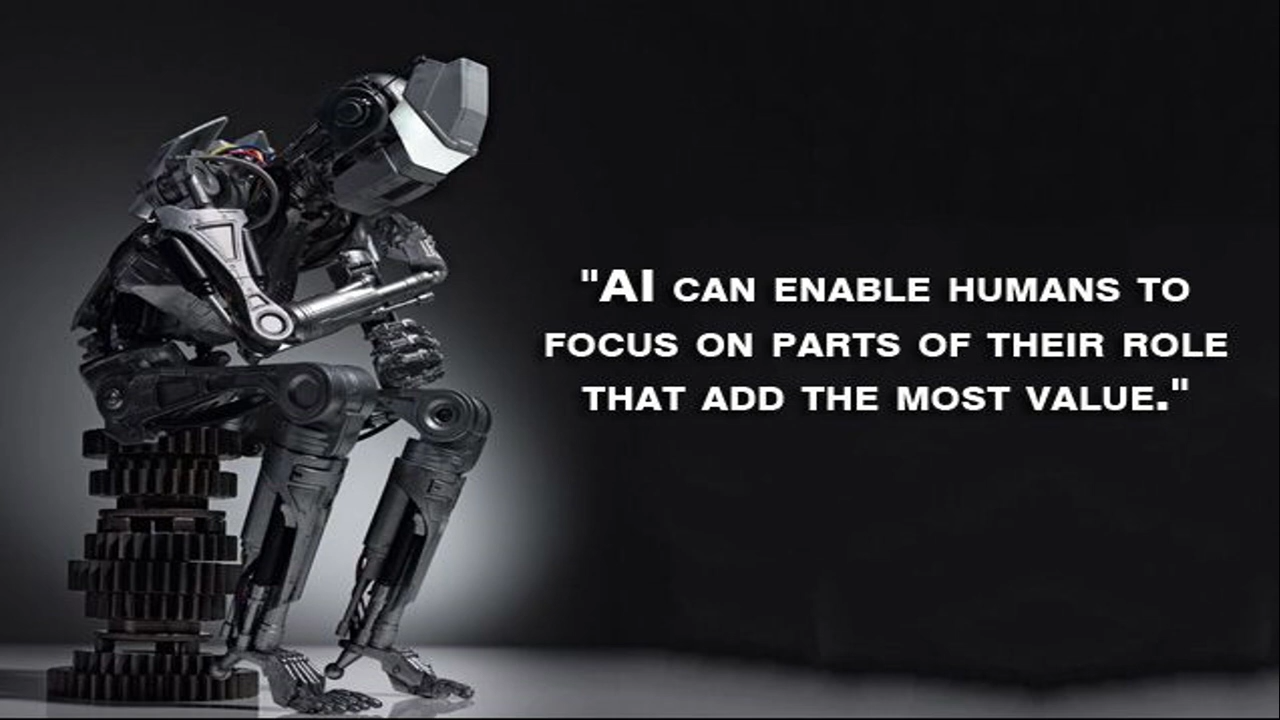 "AI CAN ENABLE HUMANS TO
FOCUS ON PARTS OF THEIR ROLE
THAT ADD THE MOST VALUE."